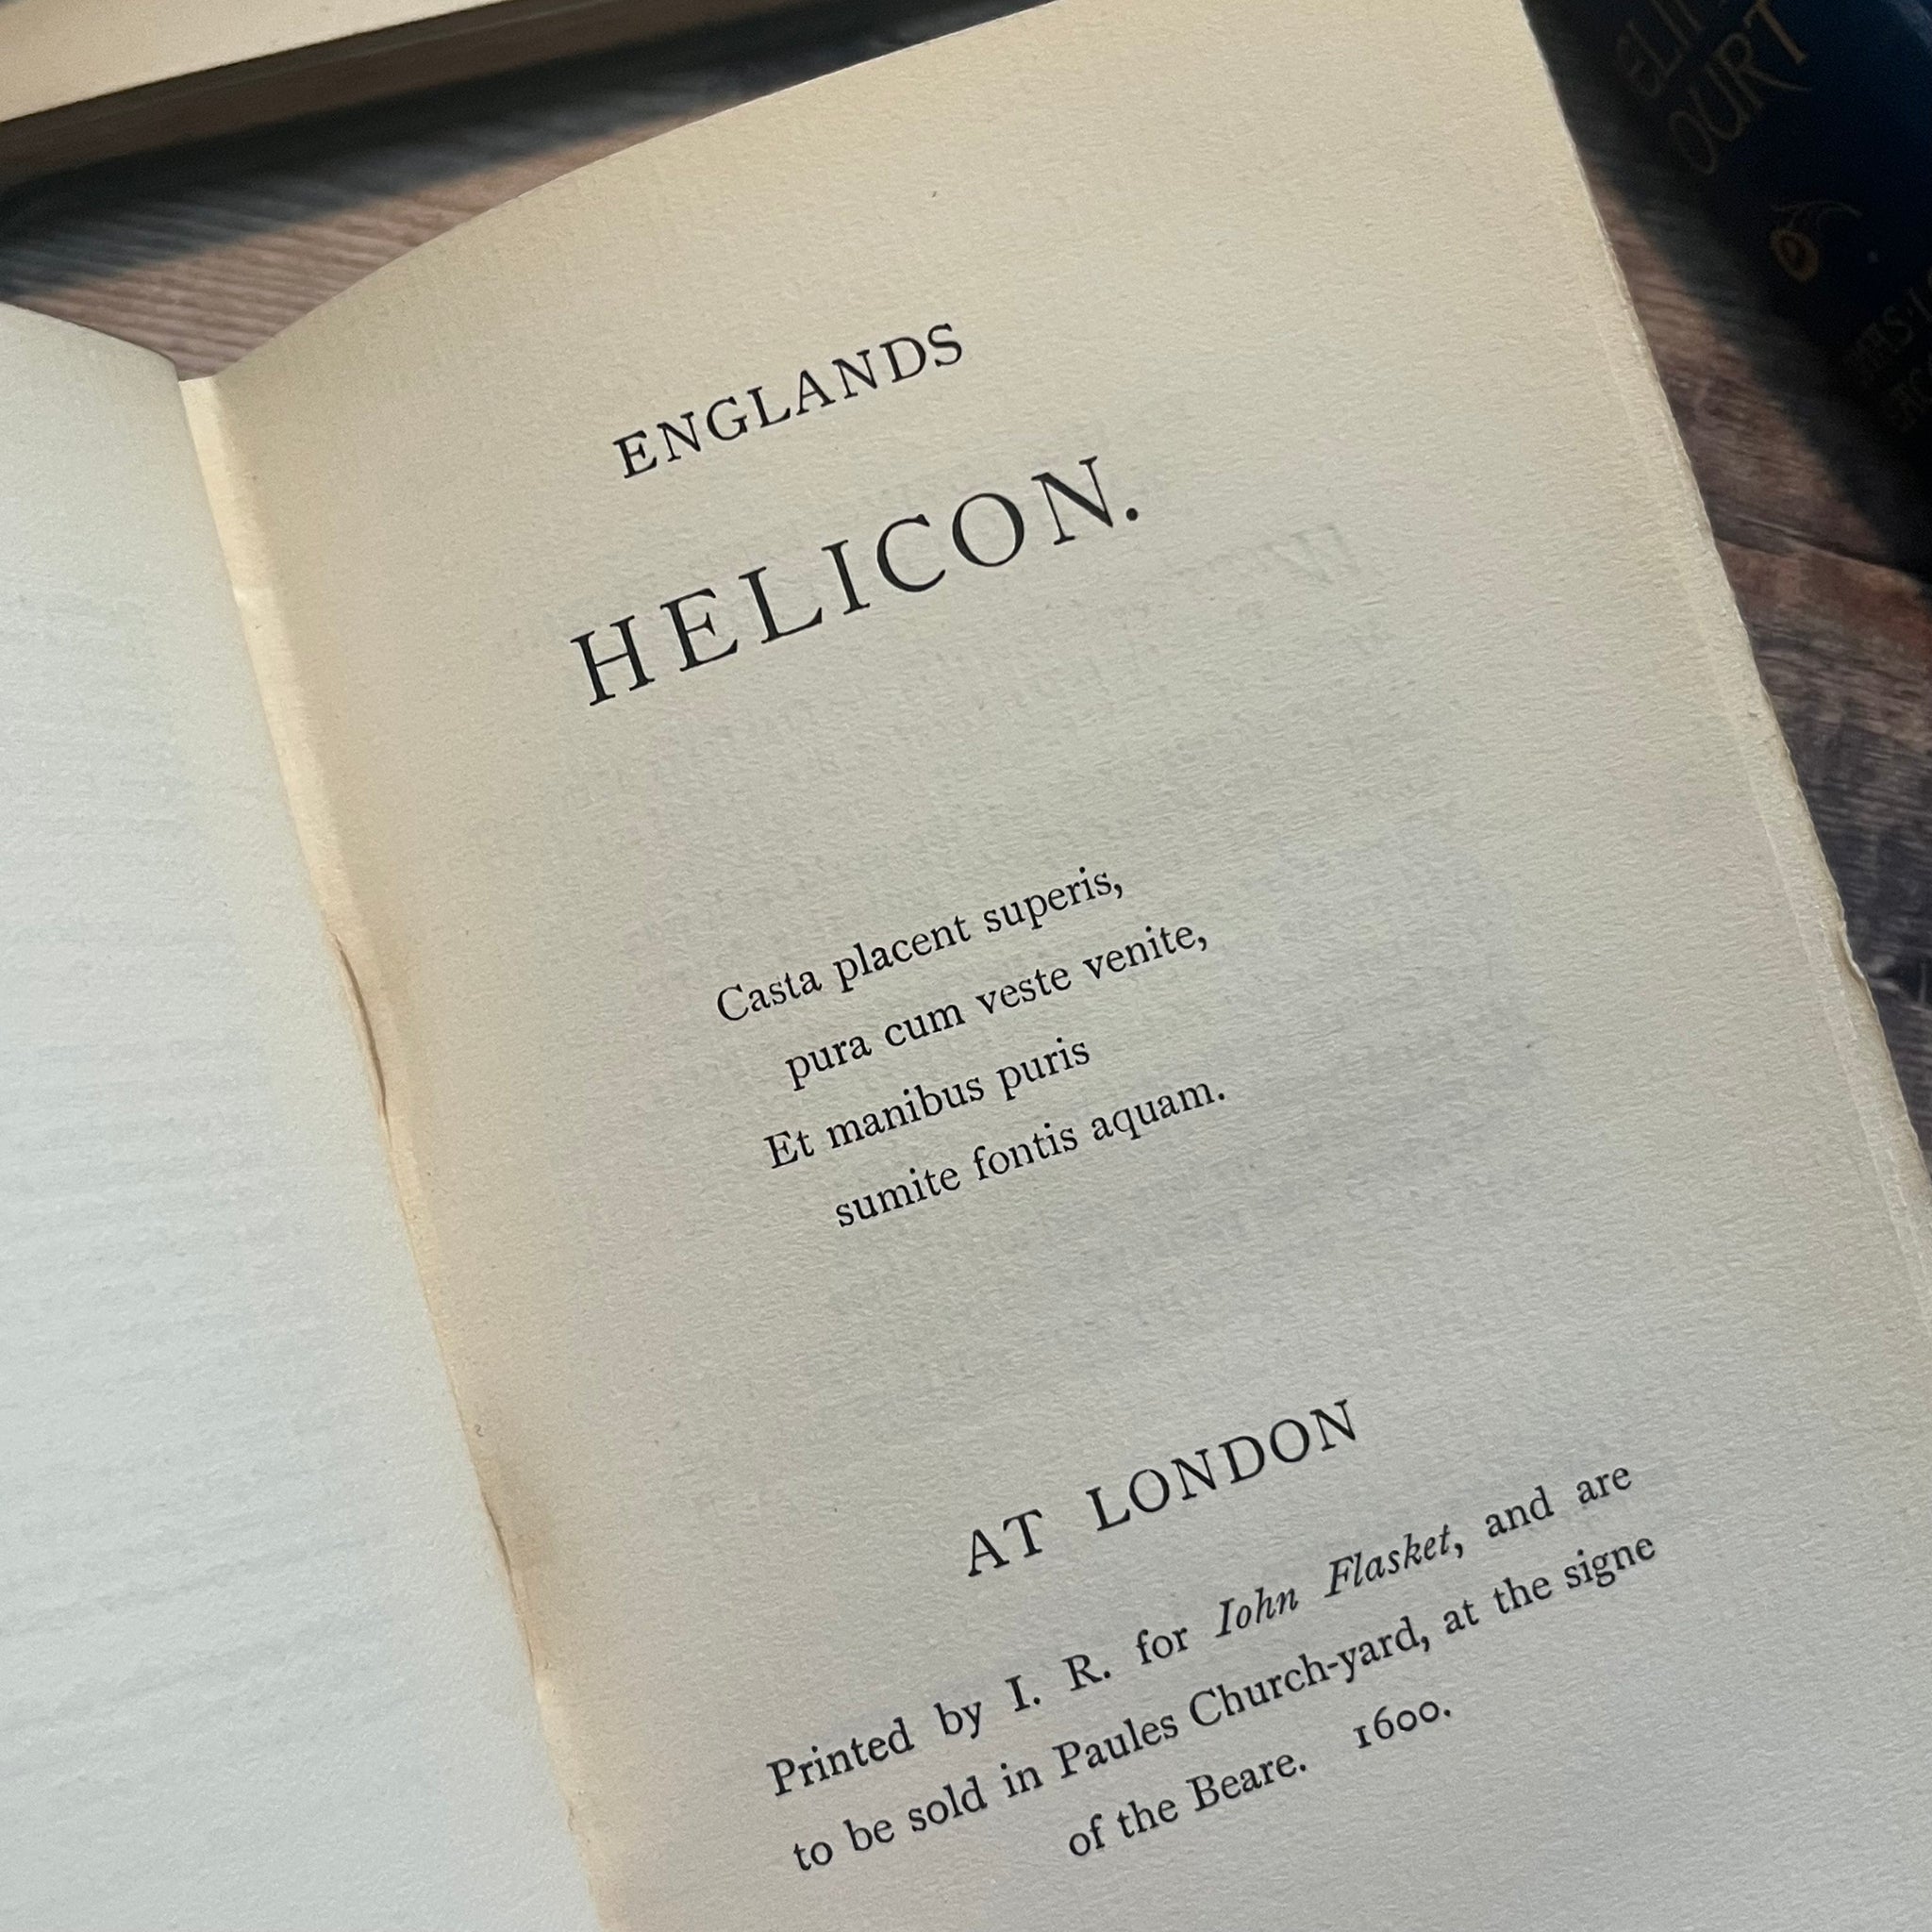 ENGLANDS
HELICON.
Casta placent superis,
pura cum veste venite,
Et manibus puris
sumite fontis aquam.
AT LONDON
Printed by I. R. for Iohn Flasket, and are
to be sold in Paules Church-yard, at the signe
of the Beare. 1600.